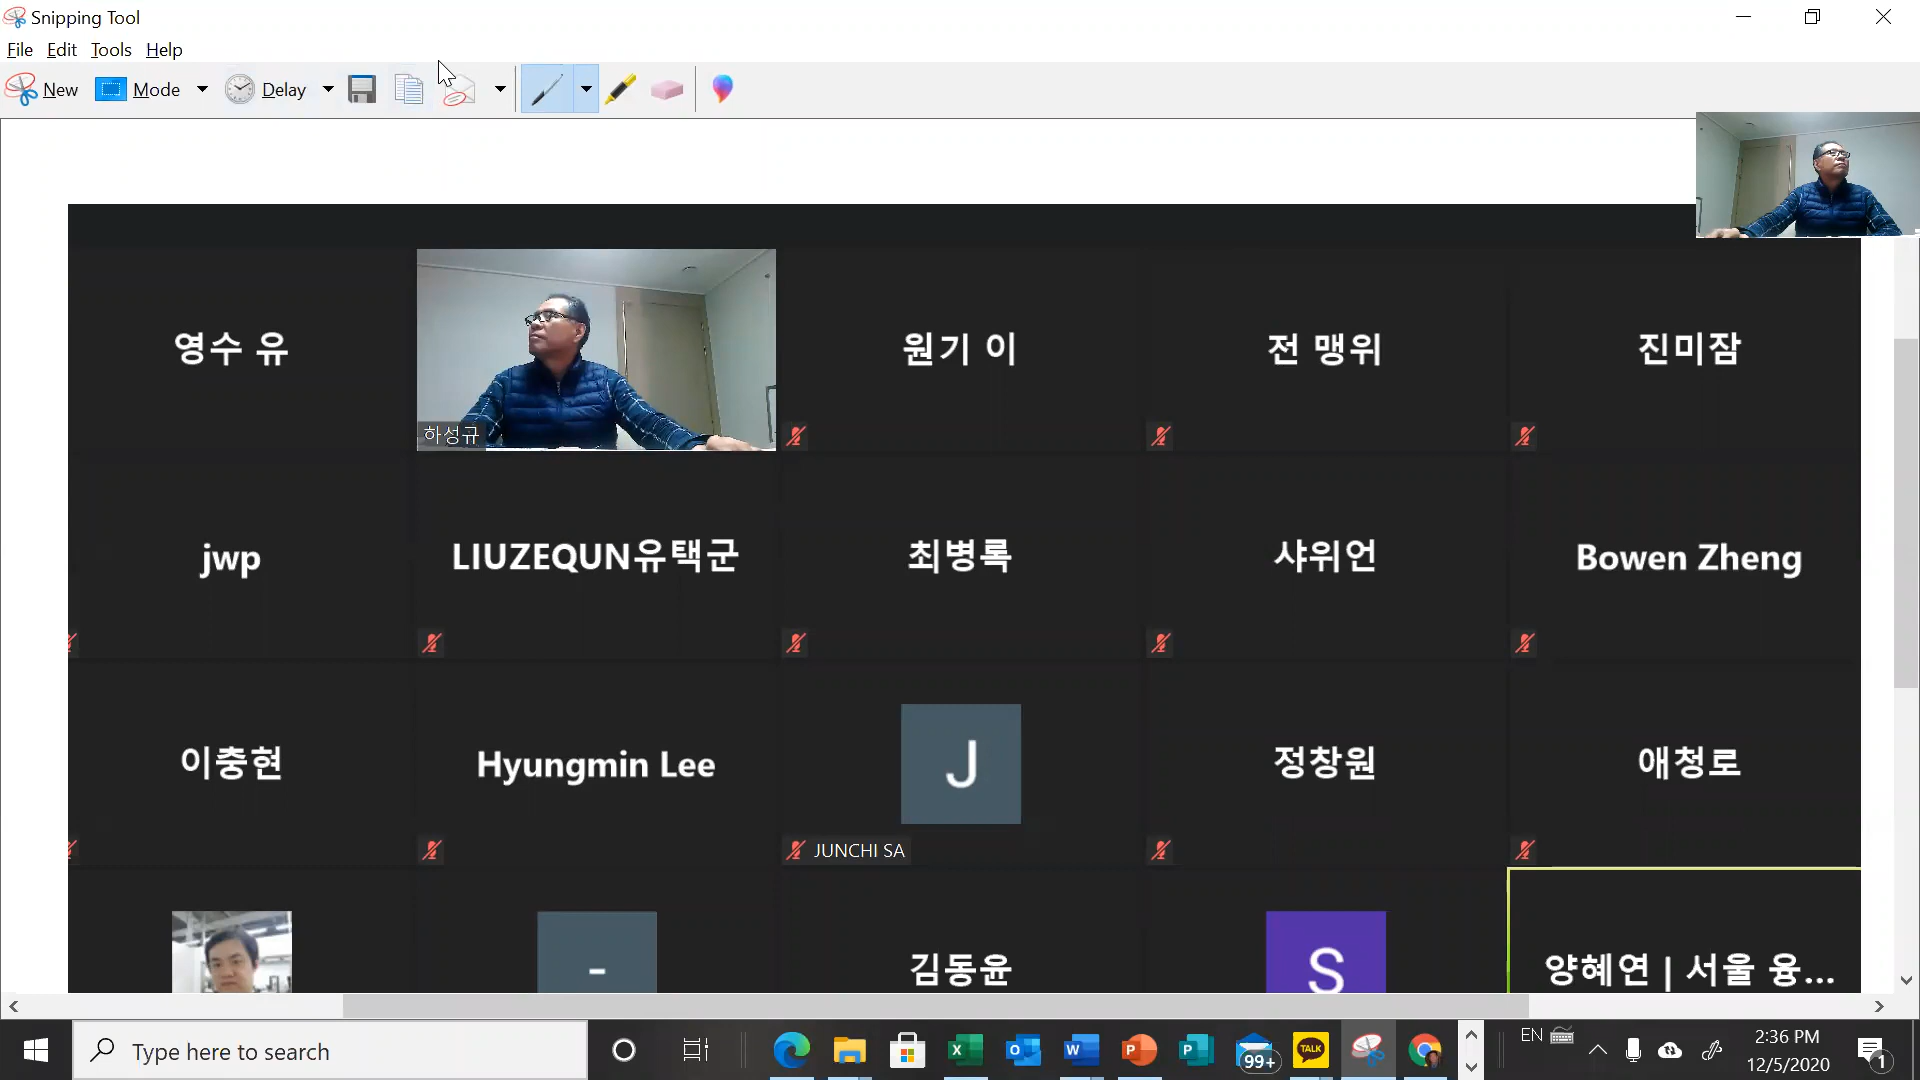 Snipping Tool
File Edit Tools Help
New Mode Delay
영수 유
하성규
원기 이
전 맹위
진미잠
jwp
LIUZEQUN유택군
최병록
샤위언
Bowen Zheng
이충현
Hyungmin Lee
J
JUNCHI SA
정창원
애청로
-
김동윤
S
양혜연 | 서울 융...
Type here to search
99+
TALK
EN
2:36 PM
12/5/2020
1